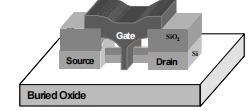 Gate
SiO₂
Si
Source
Drain
Buried Oxide